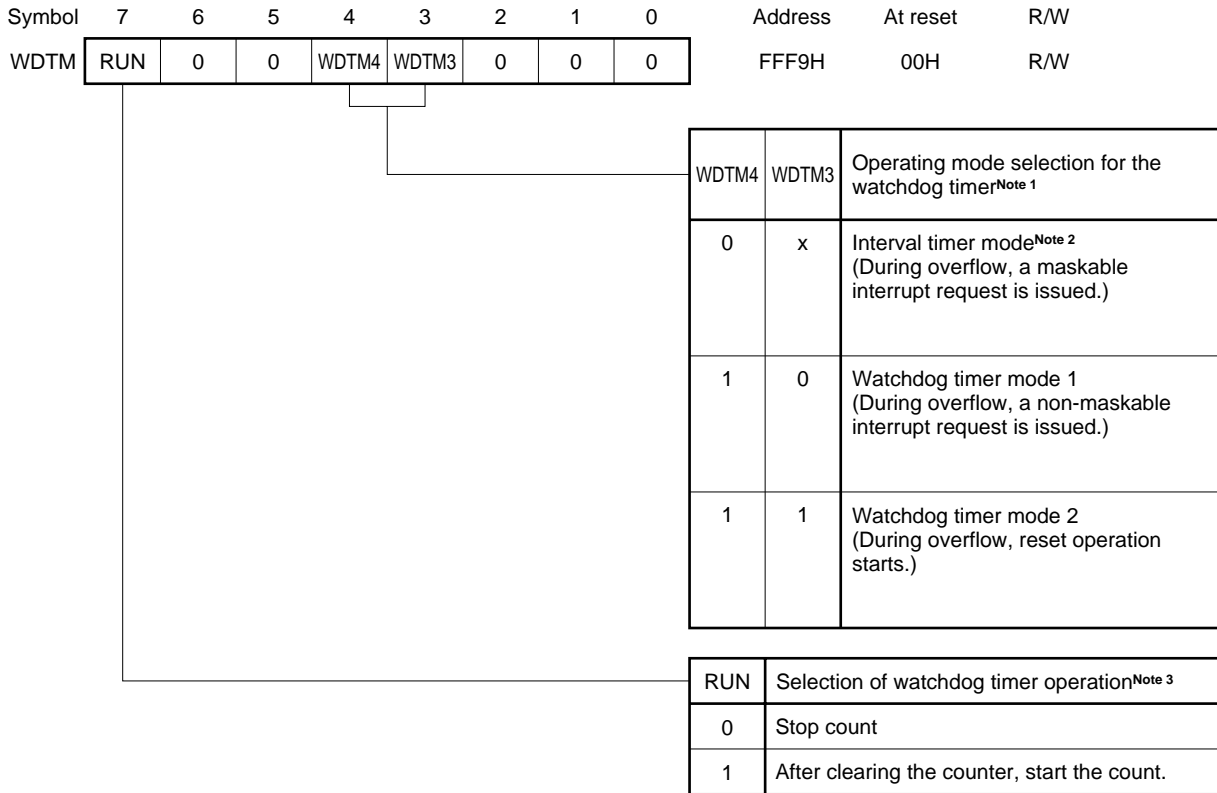 Symbol 7 6 5 4 3 2 1 0 Address At reset R/W
WDTM RUN 0 0 WDTM4 WDTM3 0 0 0 FFF9H 00H R/W
WDTM4 WDTM3 Operating mode selection for the
watchdog timerNote 1
0 x Interval timer modeNote 2
(During overflow, a maskable
interrupt request is issued.)
1 0 Watchdog timer mode 1
(During overflow, a non-maskable
interrupt request is issued.)
1 1 Watchdog timer mode 2
(During overflow, reset operation
starts.)
RUN Selection of watchdog timer operationNote 3
0 Stop count
1 After clearing the counter, start the count.